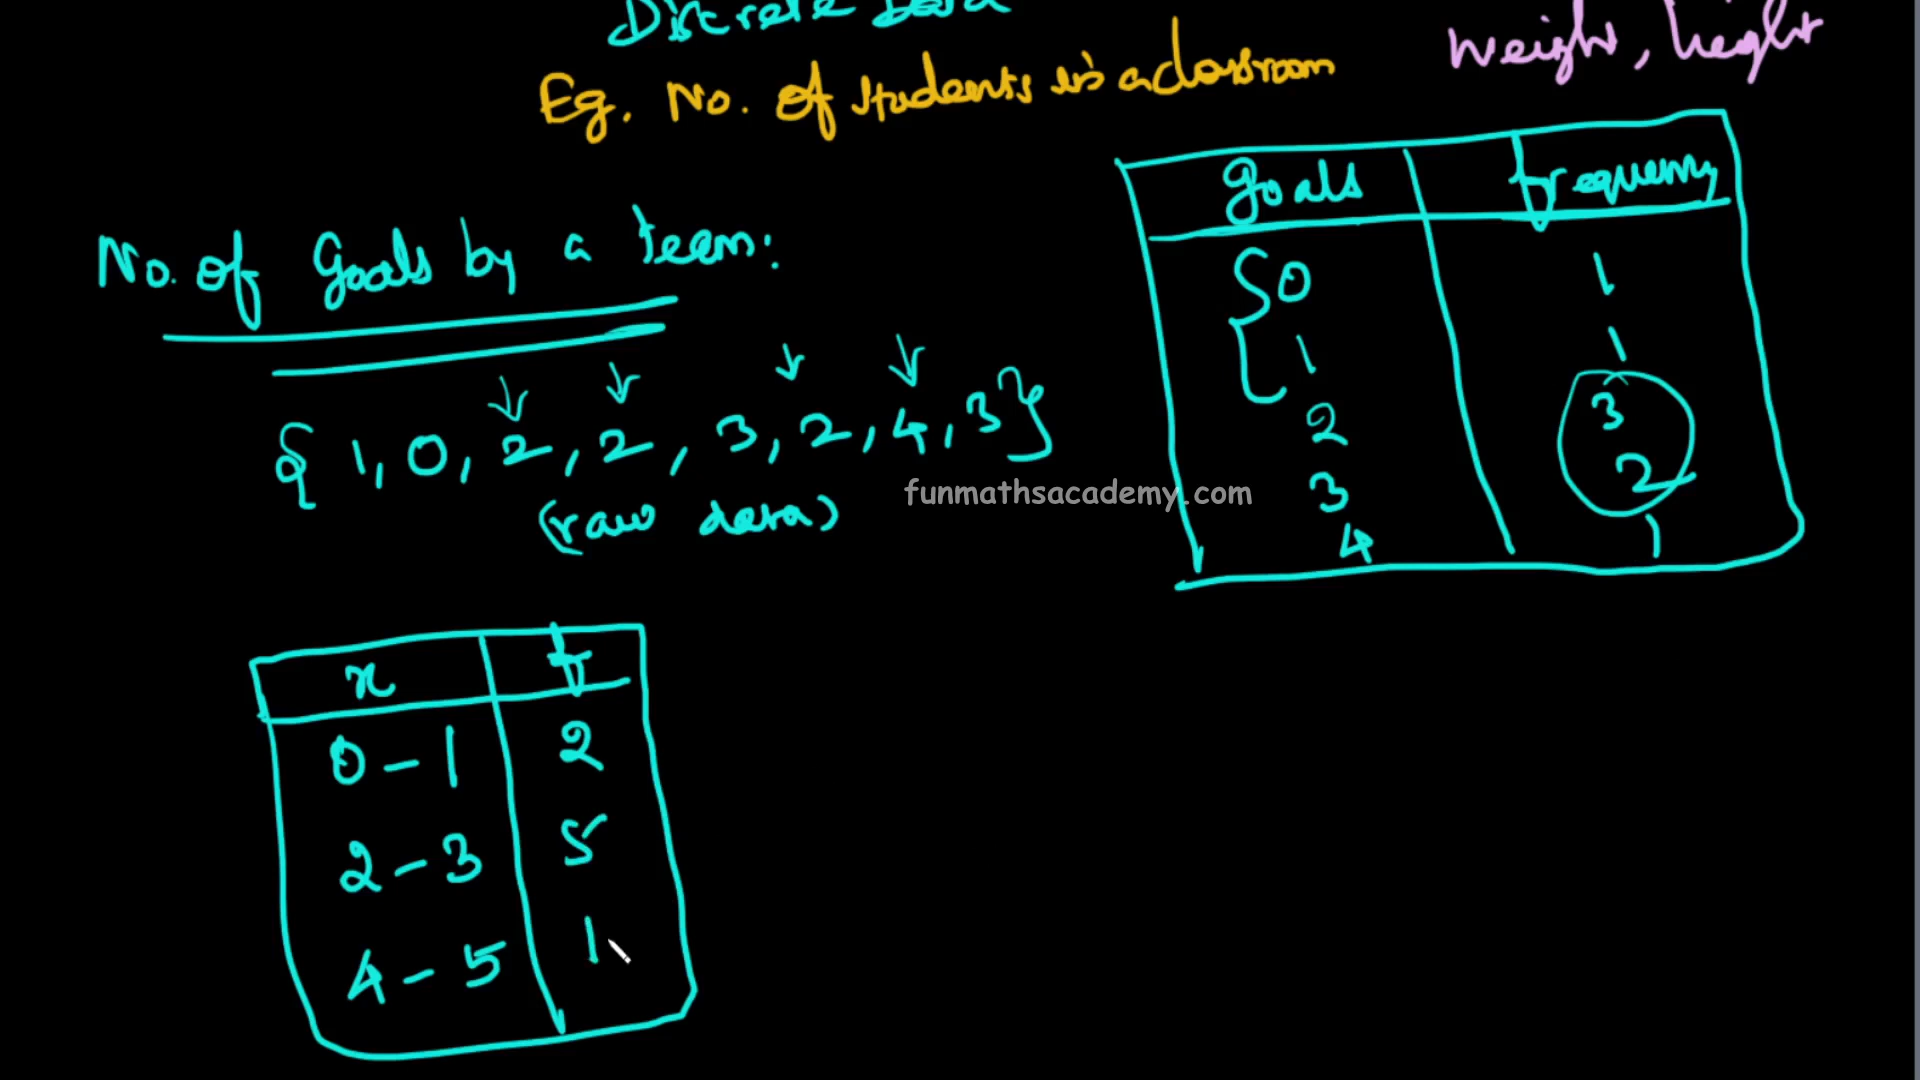 Discrete Data
Eg. No. of students in a classroom
weight, height
No. of Goals by a team:
{ 1, 0, 2, 2, 3, 2, 4, 3 }
(raw data)
Goals frequency
0 1
1 1
2 3
3 2
4 1
funmathsacademy.com
x f
0 - 1 2
2 - 3 5
4 - 5 1